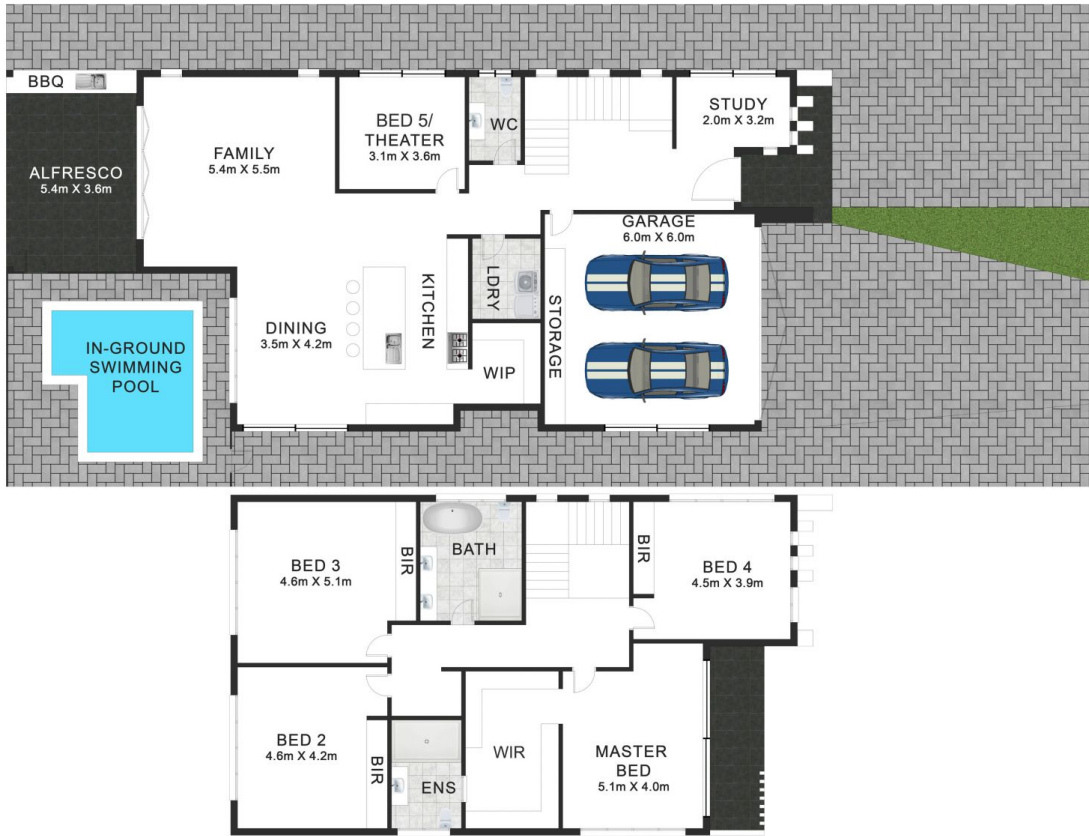 BBQ
ALFRESCO
5.4m X 3.6m
FAMILY
5.4m X 5.5m
BED 5/
THEATER
3.1m X 3.6m
WC
STUDY
2.0m X 3.2m
GARAGE
6.0m X 6.0m
STORAGE
LDRY
KITCHEN
WIP
DINING
3.5m X 4.2m
IN-GROUND
SWIMMING
POOL
BED 3
4.6m X 5.1m
BIR
BATH
BIR
BED 4
4.5m X 3.9m
BED 2
4.6m X 4.2m
BIR
ENS
WIR
MASTER
BED
5.1m X 4.0m